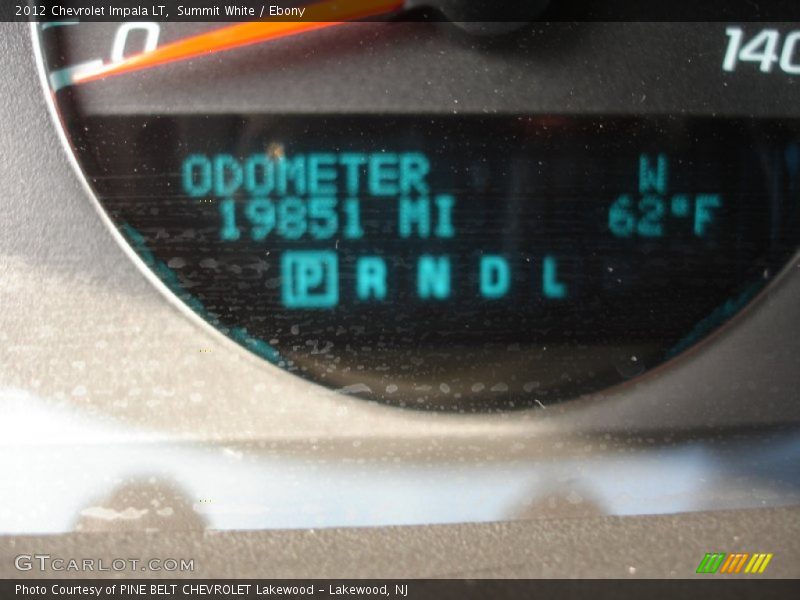 2012 Chevrolet Impala LT, Summit White / Ebony
0
140
ODOMETER W
19851 MI 62°F
P R N D L
GTCARLOT.COM
Photo Courtesy of PINE BELT CHEVROLET Lakewood - Lakewood, NJ